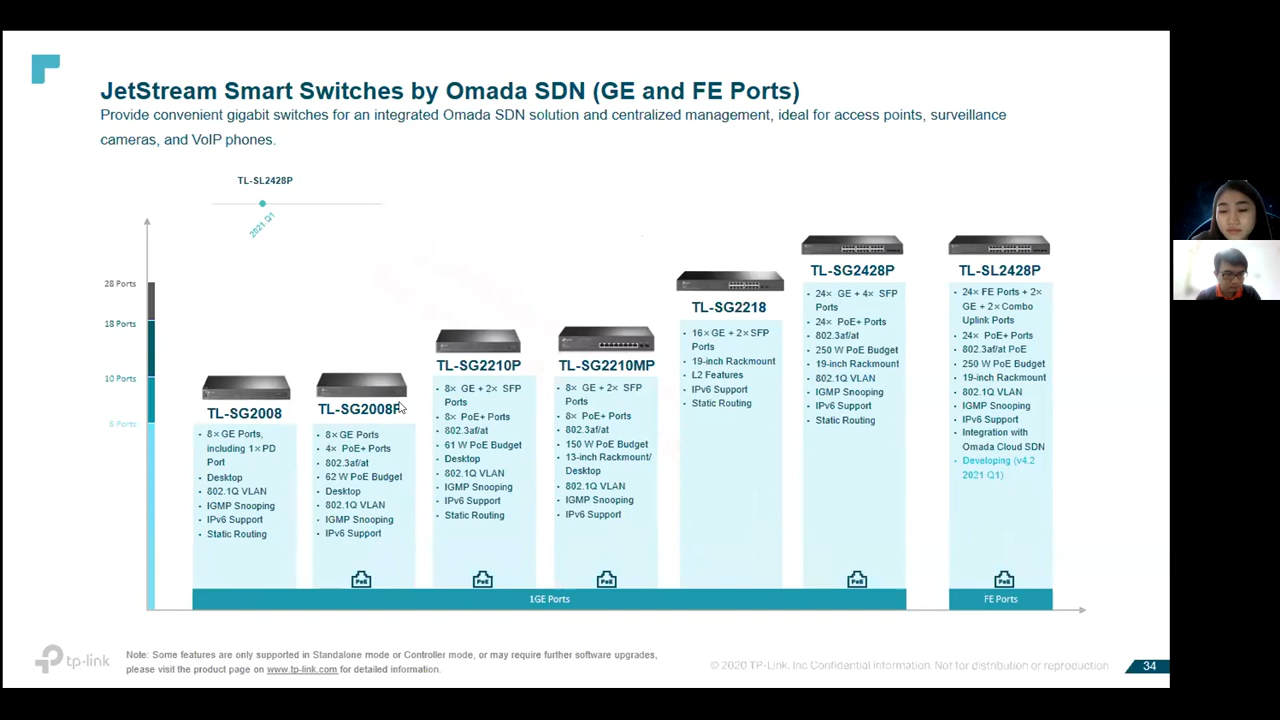 JetStream Smart Switches by Omada SDN (GE and FE Ports)
Provide convenient gigabit switches for an integrated Omada SDN solution and centralized management, ideal for access points, surveillance
cameras, and VoIP phones.
TL-SL2428P
2021 Q1
28 Ports
18 Ports
10 Ports
8 Ports
TL-SG2008
• 8× GE Ports,
including 1×PD
Port
• Desktop
• 802.1Q VLAN
• IGMP Snooping
• IPv6 Support
• Static Routing
TL-SG2008P
• 8×GE Ports
• 4× PoE+ Ports
• 802.3af/at
• 62 W PoE Budget
• Desktop
• 802.1Q VLAN
• IGMP Snooping
• IPv6 Support
PoE
TL-SG2210P
• 8× GE + 2× SFP
Ports
• 8× PoE+ Ports
• 802.3af/at
• 61 W PoE Budget
• Desktop
• 802.1Q VLAN
• IGMP Snooping
• IPv6 Support
• Static Routing
PoE
TL-SG2210MP
• 8× GE + 2× SFP
Ports
• 8× PoE+ Ports
• 802.3af/at
• 150 W PoE Budget
• 13-inch Rackmount/
Desktop
• 802.1Q VLAN
• IGMP Snooping
• IPv6 Support
PoE
TL-SG2218
• 16×GE + 2×SFP
Ports
• 19-inch Rackmount
• L2 Features
• IPv6 Support
• Static Routing
TL-SG2428P
• 24× GE + 4× SFP
Ports
• 24× PoE+ Ports
• 802.3af/at
• 250 W PoE Budget
• 19-inch Rackmount
• 802.1Q VLAN
• IGMP Snooping
• IPv6 Support
• Static Routing
PoE
TL-SL2428P
• 24× FE Ports + 2×
GE + 2×Combo
Uplink Ports
• 24× PoE+ Ports
• 802.3af/at PoE
• 250 W PoE Budget
• 19-inch Rackmount
• 802.1Q VLAN
• IGMP Snooping
• IPv6 Support
• Integration with
Omada Cloud SDN
• Developing (v4.2
2021 Q1)
PoE
1GE Ports
FE Ports
tp-link
Note: Some features are only supported in Standalone mode or Controller mode, or may require further software upgrades,
please visit the product page on www.tp-link.com for detailed information.
© 2020 TP-Link. Inc Confidential information. Not for distribution or reproduction
34